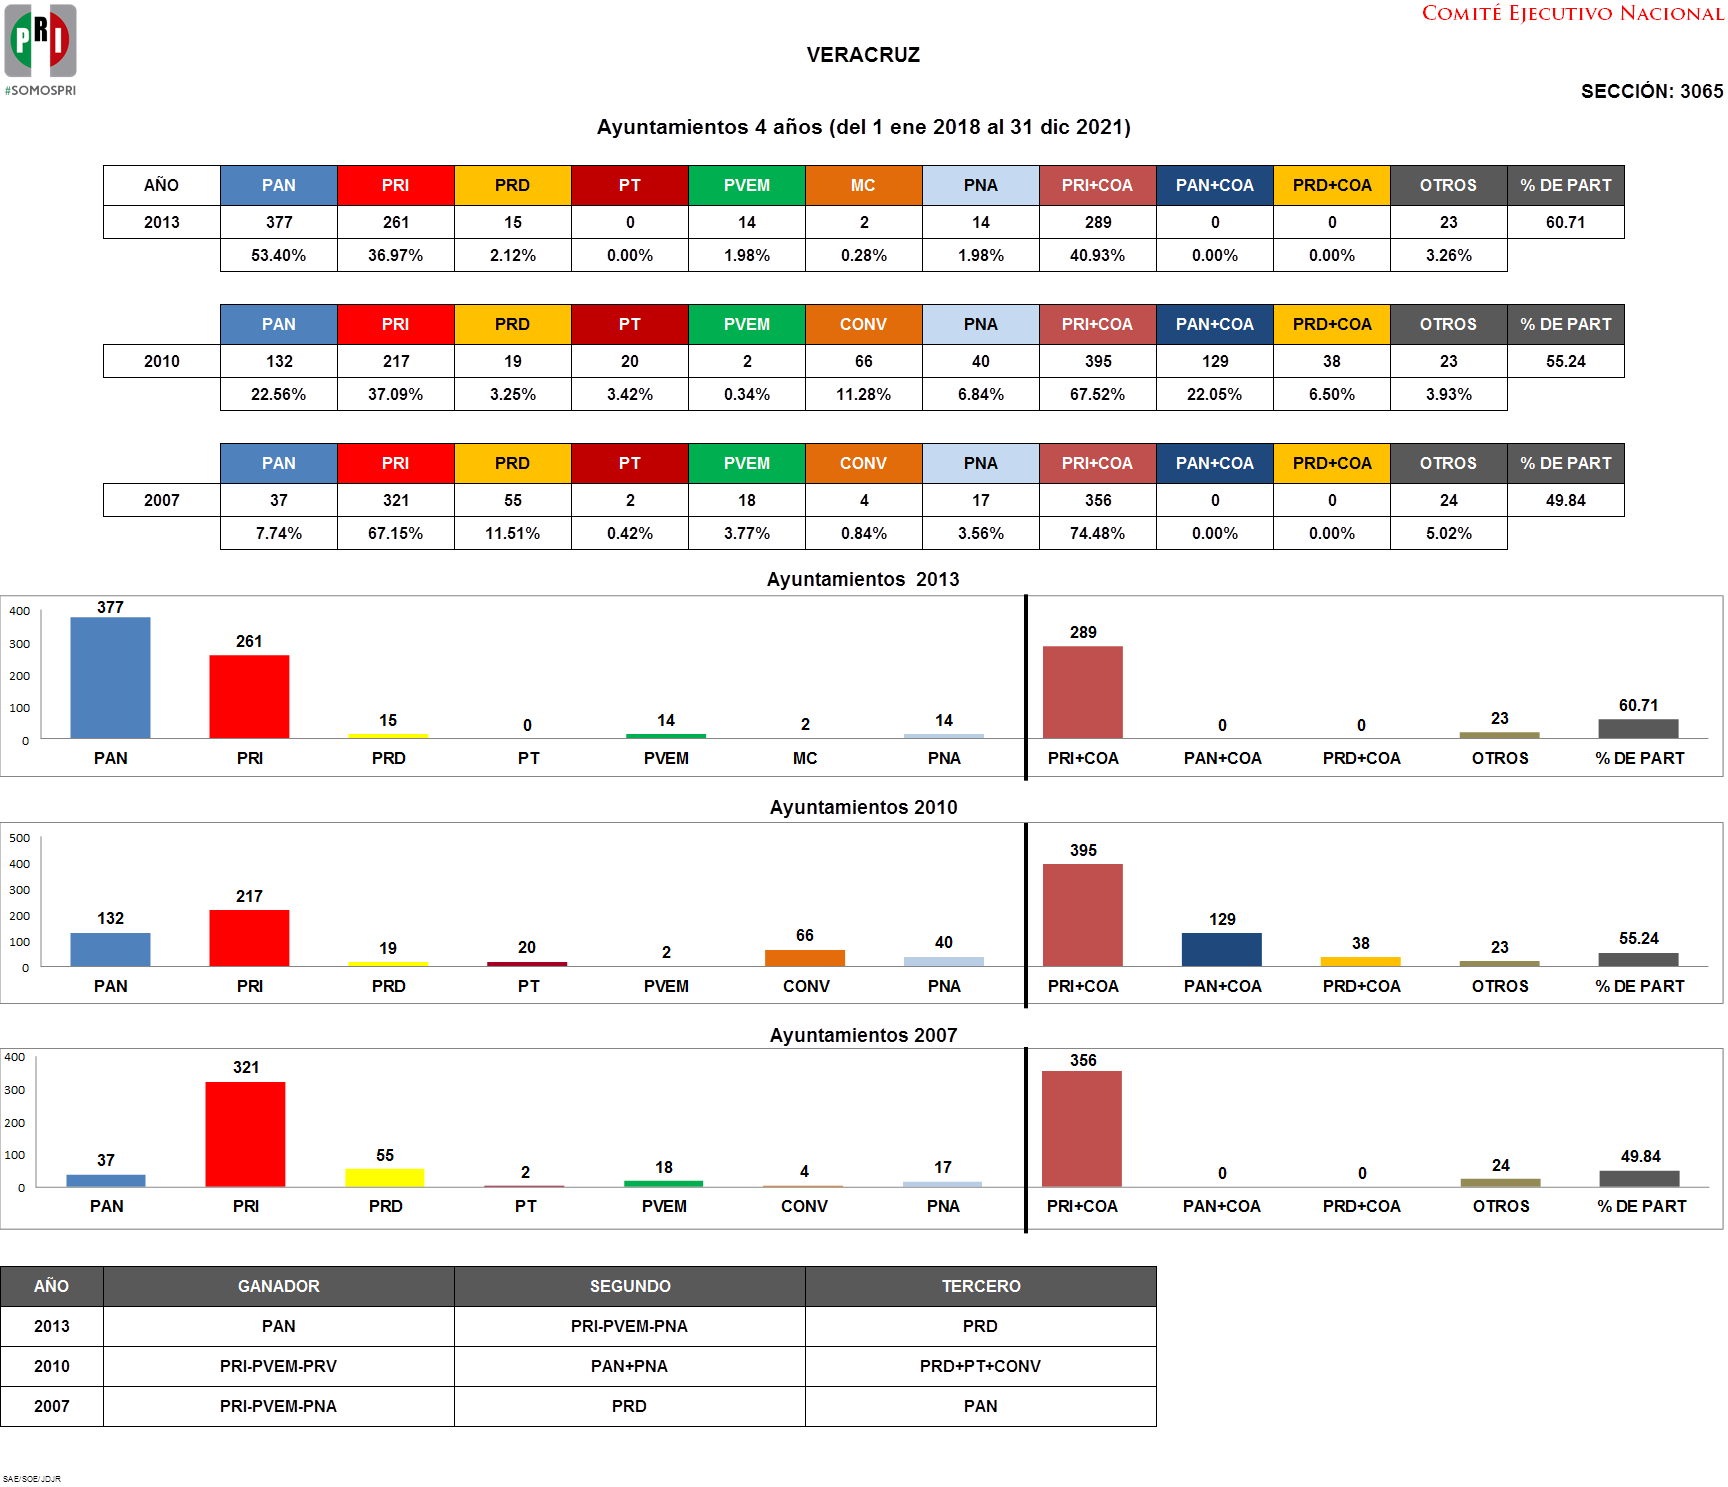 PRI
#SOMOSPRI
COMITÉ EJECUTIVO NACIONAL
VERACRUZ
SECCIÓN: 3065
Ayuntamientos 4 años (del 1 ene 2018 al 31 dic 2021)
AÑO PAN PRI PRD PT PVEM MC PNA PRI+COA PAN+COA PRD+COA OTROS % DE PART
2013 377 261 15 0 14 2 14 289 0 0 23 60.71
53.40% 36.97% 2.12% 0.00% 1.98% 0.28% 1.98% 40.93% 0.00% 0.00% 3.26%
PAN PRI PRD PT PVEM CONV PNA PRI+COA PAN+COA PRD+COA OTROS % DE PART
2010 132 217 19 20 2 66 40 395 129 38 23 55.24
22.56% 37.09% 3.25% 3.42% 0.34% 11.28% 6.84% 67.52% 22.05% 6.50% 3.93%
PAN PRI PRD PT PVEM CONV PNA PRI+COA PAN+COA PRD+COA OTROS % DE PART
2007 37 321 55 2 18 4 17 356 0 0 24 49.84
7.74% 67.15% 11.51% 0.42% 3.77% 0.84% 3.56% 74.48% 0.00% 0.00% 5.02%
Ayuntamientos 2013
400
300
200
100
0
377 261 15 0 14 2 14 289 0 0 23 60.71
PAN PRI PRD PT PVEM MC PNA PRI+COA PAN+COA PRD+COA OTROS % DE PART
Ayuntamientos 2010
500
400
300
200
100
0
132 217 19 20 2 66 40 395 129 38 23 55.24
PAN PRI PRD PT PVEM CONV PNA PRI+COA PAN+COA PRD+COA OTROS % DE PART
Ayuntamientos 2007
400
300
200
100
0
37 321 55 2 18 4 17 356 0 0 24 49.84
PAN PRI PRD PT PVEM CONV PNA PRI+COA PAN+COA PRD+COA OTROS % DE PART
AÑO GANADOR SEGUNDO TERCERO
2013 PAN PRI-PVEM-PNA PRD
2010 PRI-PVEM-PRV PAN+PNA PRD+PT+CONV
2007 PRI-PVEM-PNA PRD PAN
SAE/SOE/JDJR